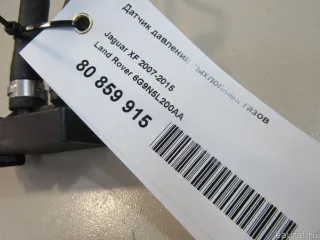 Датчик давления выхлопных газов
Jaguar XF 2007-2015
Land Rover 6G9N5L200AA
80 859 915